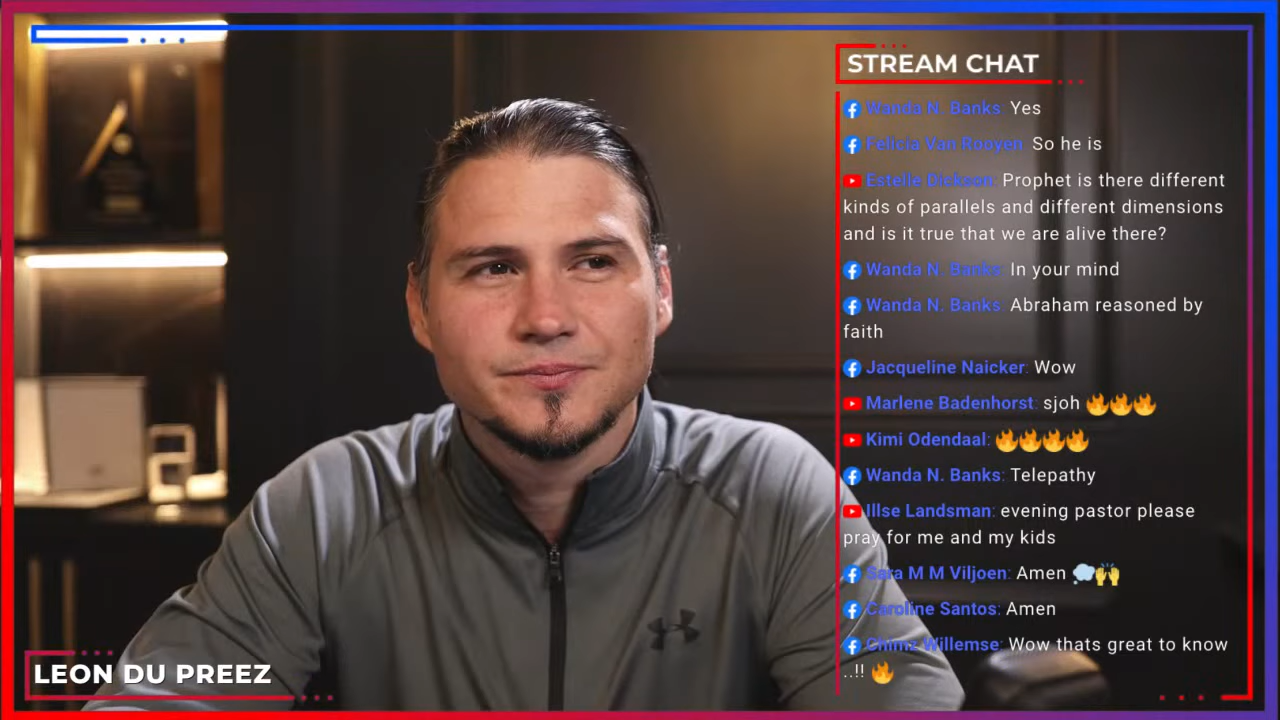 STREAM CHAT
Wanda N. Banks: Yes
Felicia Van Rooyen: So he is
Estelle Dickson: Prophet is there different
kinds of parallels and different dimensions
and is it true that we are alive there?
Wanda N. Banks: In your mind
Wanda N. Banks: Abraham reasoned by
faith
Jacqueline Naicker: Wow
Marlene Badenhorst: sjoh 🔥🔥🔥
Kimi Odendaal: 🔥🔥🔥🔥
Wanda N. Banks: Telepathy
Illse Landsman: evening pastor please
pray for me and my kids
Sara M M Viljoen: Amen 💭🙌
Caroline Santos: Amen
Chimz Willemse: Wow thats great to know
..!! 🔥
LEON DU PREEZ